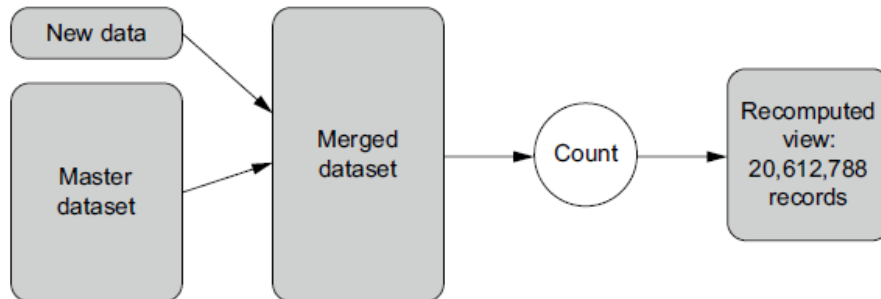 New data
Master
dataset
Merged
dataset
Count
Recomputed
view:
20,612,788
records